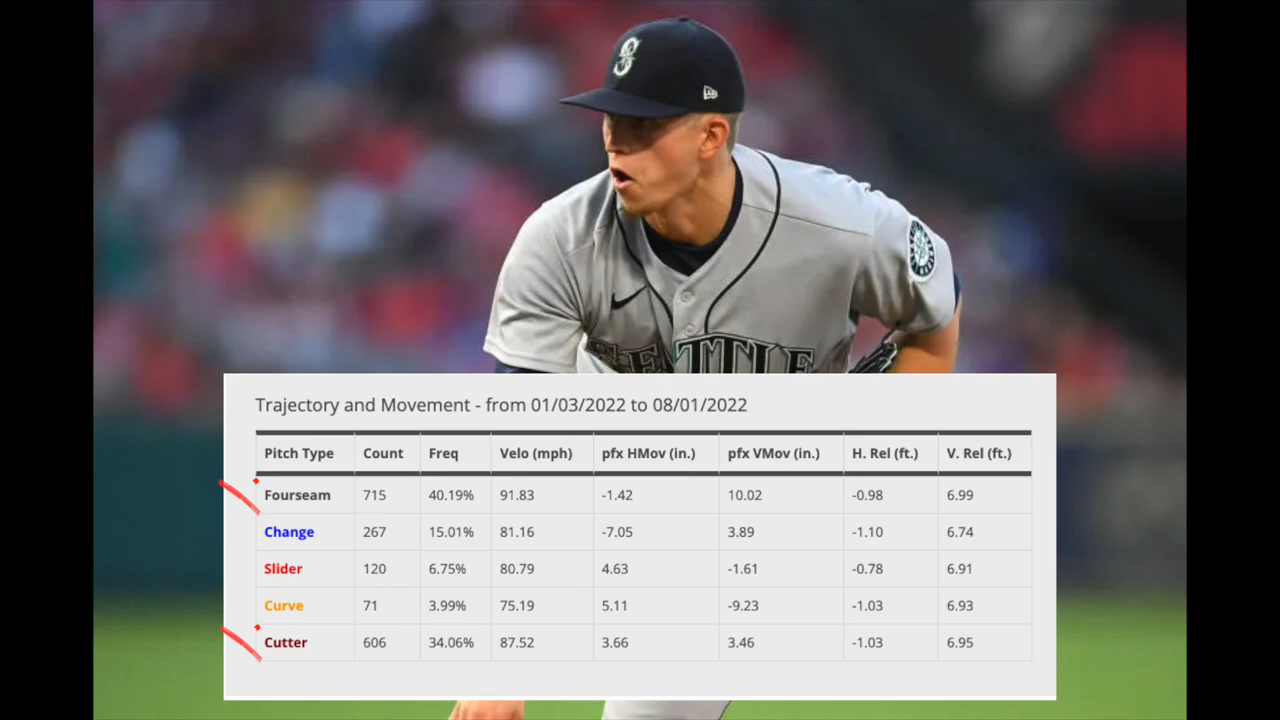 S
SEATTLE
Trajectory and Movement - from 01/03/2022 to 08/01/2022
Pitch Type Count Freq Velo (mph) pfx HMov (in.) pfx VMov (in.) H. Rel (ft.) V. Rel (ft.)
Fourseam 715 40.19% 91.83 -1.42 10.02 -0.98 6.99
Change 267 15.01% 81.16 -7.05 3.89 -1.10 6.74
Slider 120 6.75% 80.79 4.63 -1.61 -0.78 6.91
Curve 71 3.99% 75.19 5.11 -9.23 -1.03 6.93
Cutter 606 34.06% 87.52 3.66 3.46 -1.03 6.95